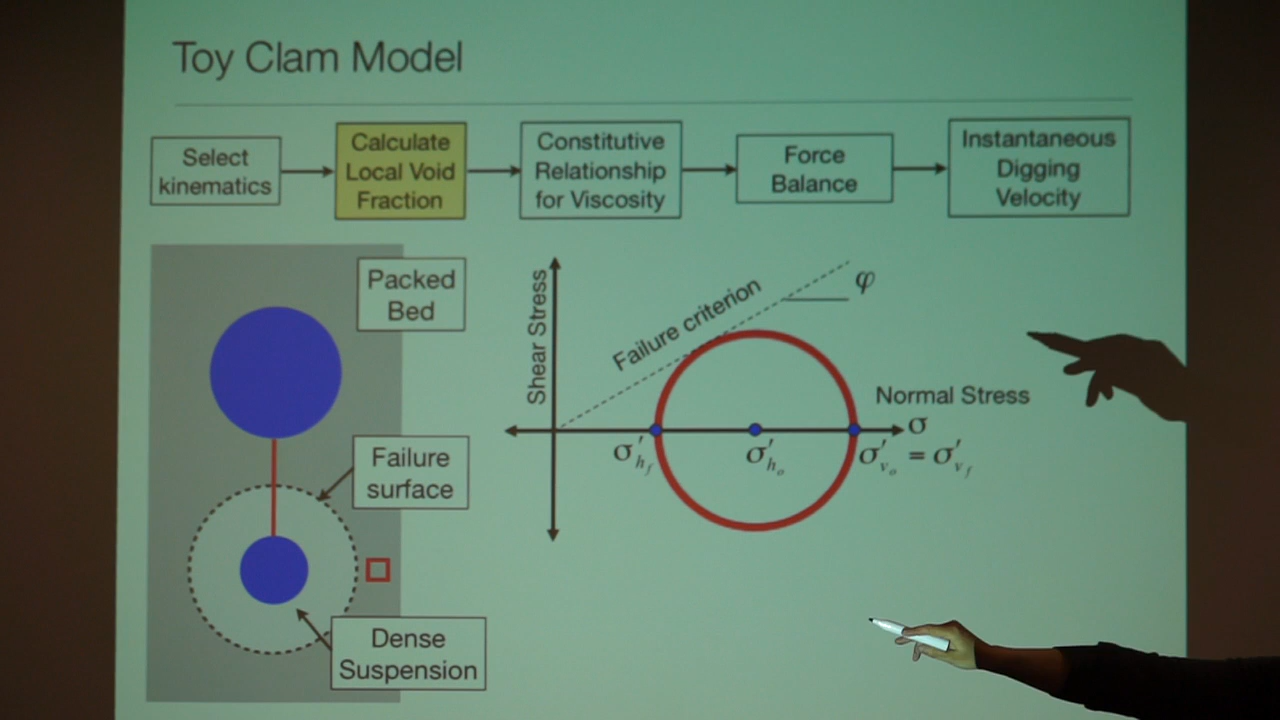 Toy Clam Model
Select
kinematics
Calculate
Local Void
Fraction
Constitutive
Relationship
for Viscosity
Force
Balance
Instantaneous
Digging
Velocity
Packed
Bed
Failure
surface
Dense
Suspension
Shear Stress
Failure criterion
φ
Normal Stress
σ
σ′hf
σ′ho
σ′vo = σ′vf